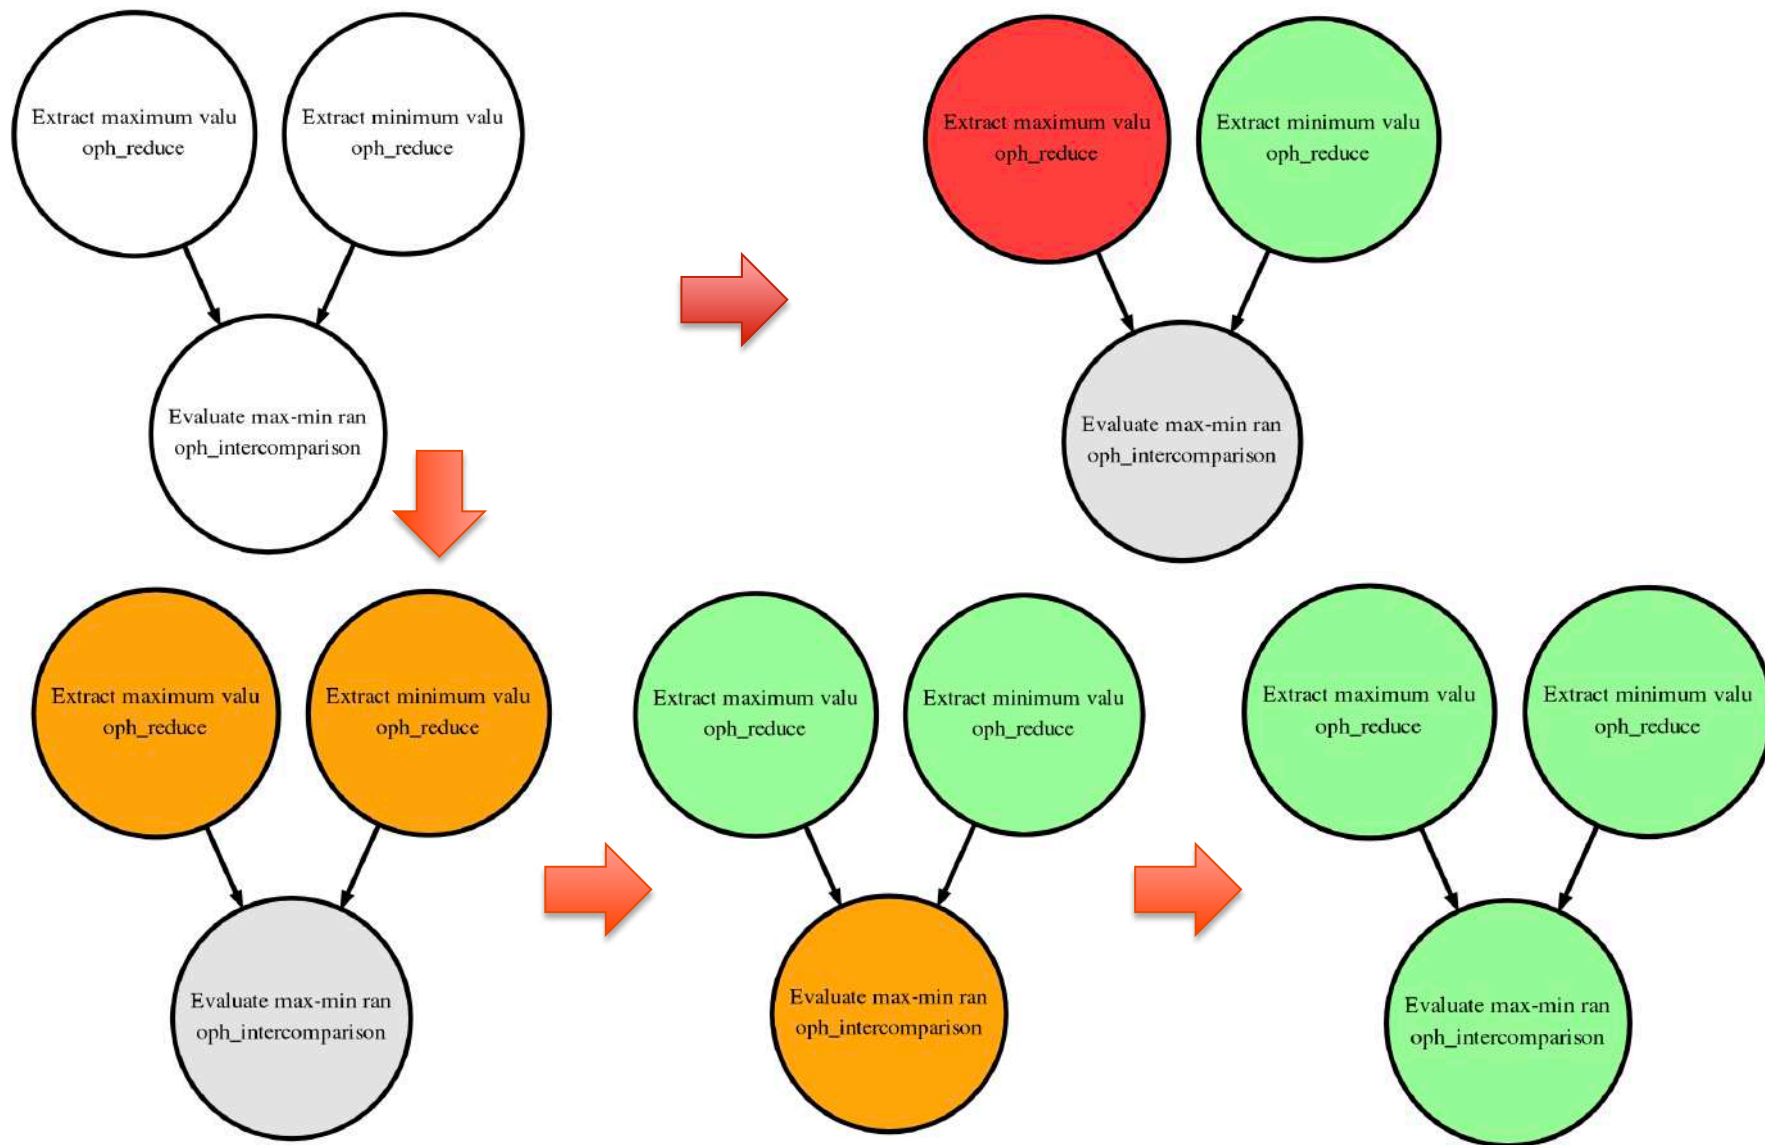 Extract maximum valu
oph_reduce
Extract minimum valu
oph_reduce
Evaluate max-min ran
oph_intercomparison
Extract maximum valu
oph_reduce
Extract minimum valu
oph_reduce
Evaluate max-min ran
oph_intercomparison
Extract maximum valu
oph_reduce
Extract minimum valu
oph_reduce
Evaluate max-min ran
oph_intercomparison
Extract maximum valu
oph_reduce
Extract minimum valu
oph_reduce
Evaluate max-min ran
oph_intercomparison
Extract maximum valu
oph_reduce
Extract minimum valu
oph_reduce
Evaluate max-min ran
oph_intercomparison